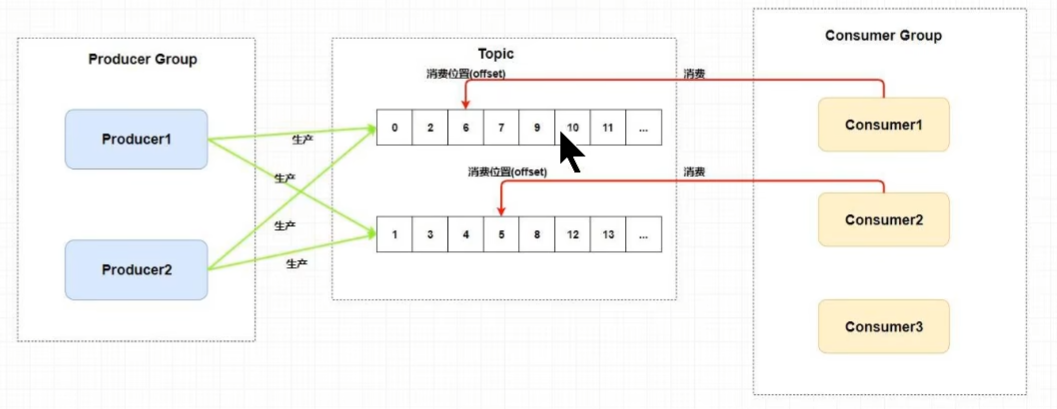 Producer Group
Producer1
Producer2
生产
生产
生产
生产
Topic
消费位置(offset)
消费
0 2 6 7 9 10 11 ...
消费位置(offset)
消费
1 3 4 5 8 12 13 ...
Consumer Group
Consumer1
Consumer2
Consumer3